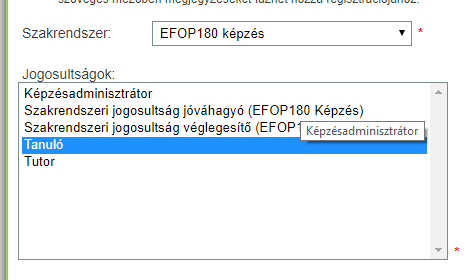 szöveges mezőben megjegyzéseket fűzhet hozzá regisztrációjához.
Szakrendszer: EFOP180 képzés *
Jogosultságok:
Képzésadminisztrátor
Szakrendszeri jogosultság jóváhagyó (EFOP180 Képzés)
Szakrendszeri jogosultság véglegesítő (EFOP1
Képzésadminisztrátor
Tanuló
Tutor
*